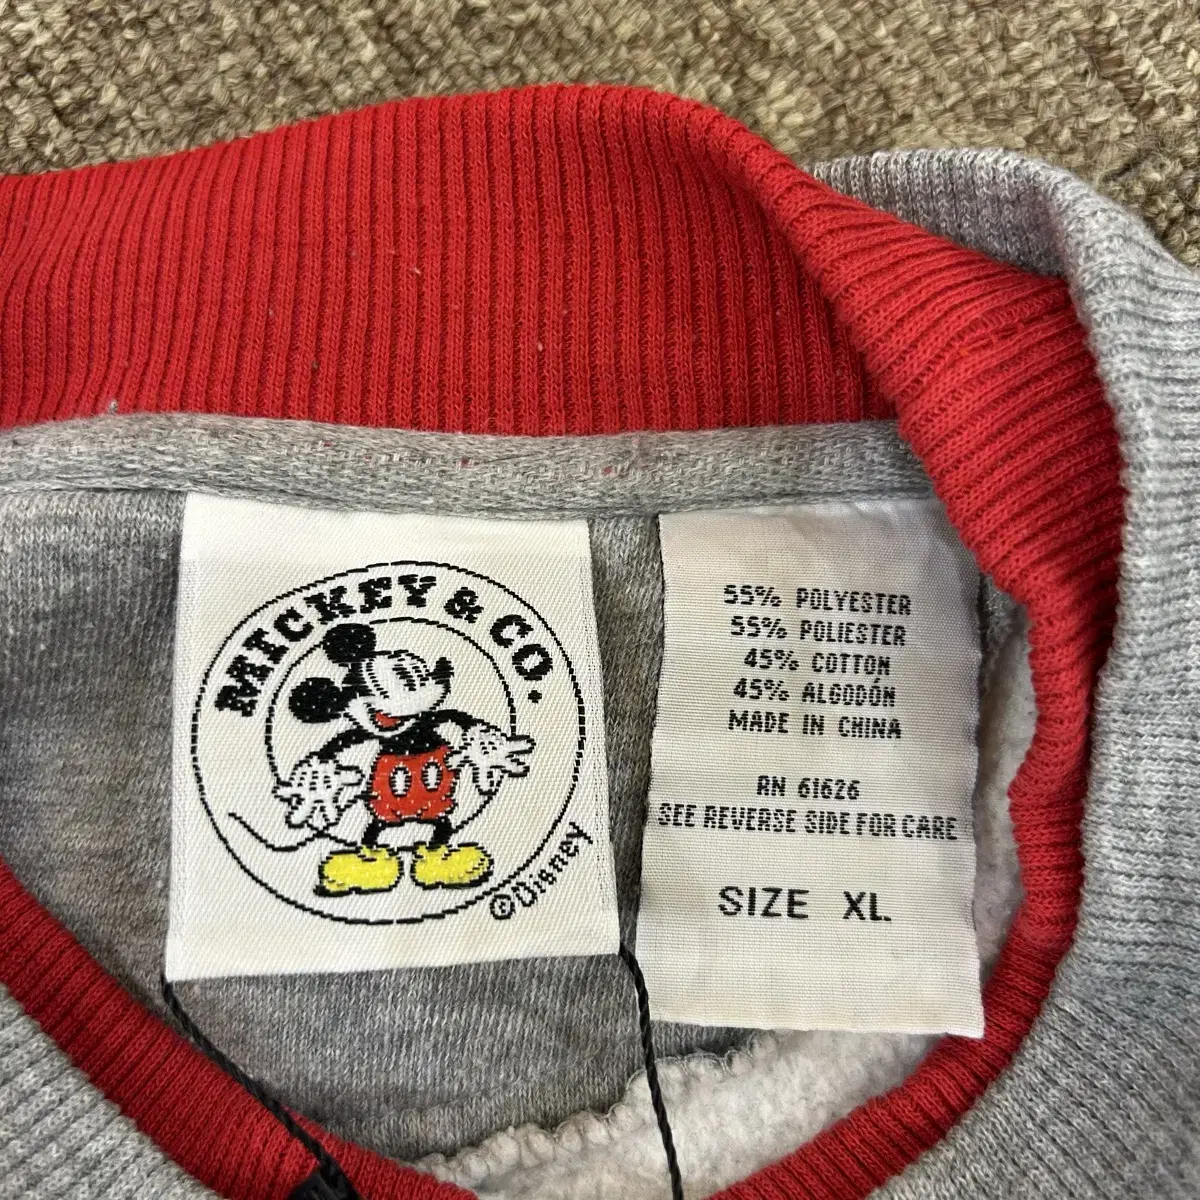 MICKEY & CO.
©Disney
55% POLYESTER
55% POLIESTER
45% COTTON
45% ALGODÓN
MADE IN CHINA
RN 61626
SEE REVERSE SIDE FOR CARE
SIZE XL